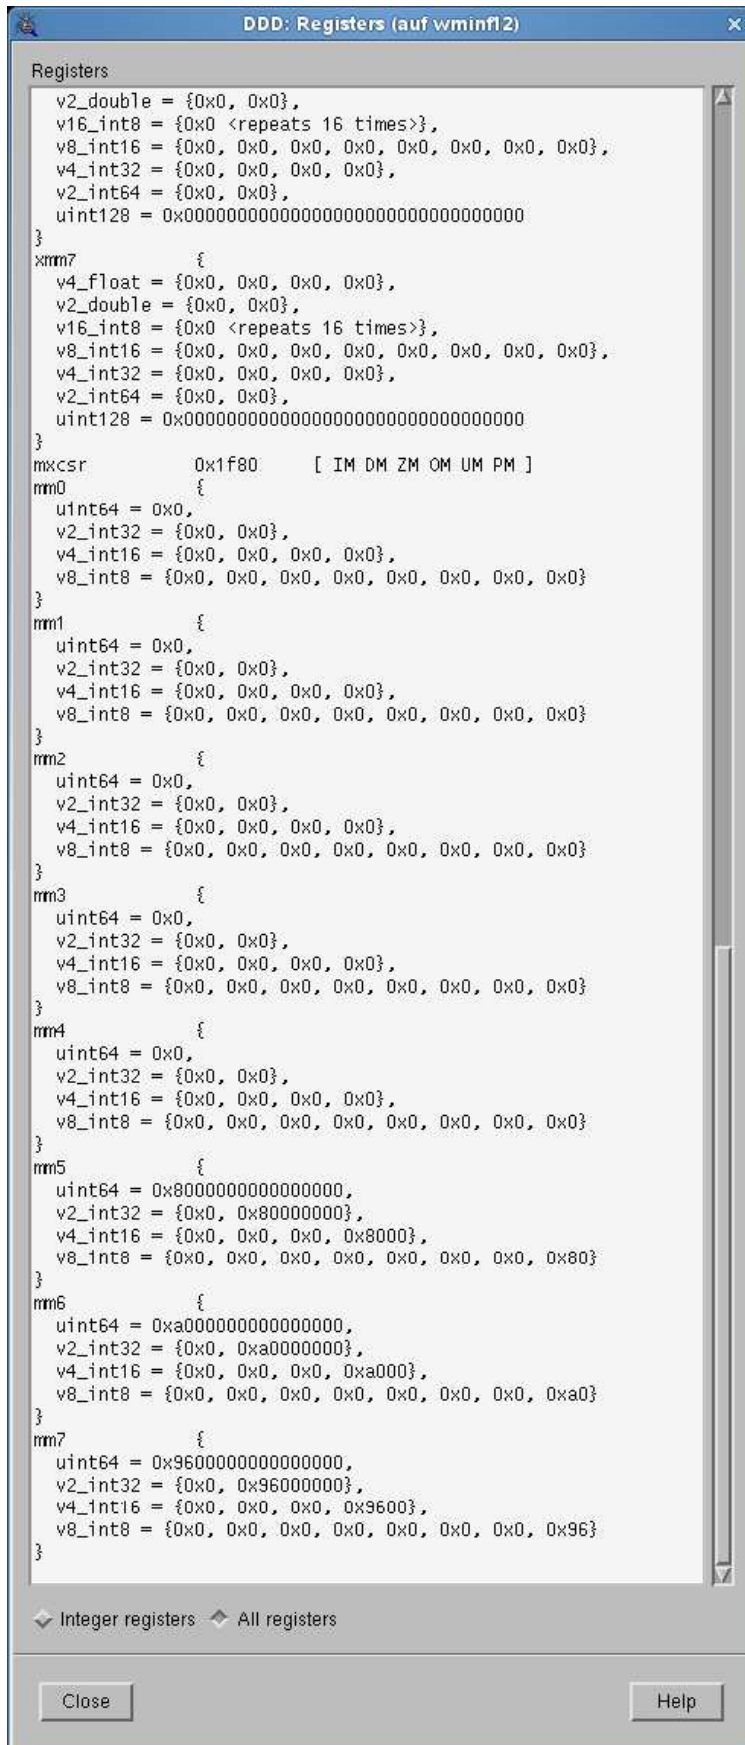 DDD: Registers (auf wminf12)
Registers
v2_double = {0x0, 0x0},
v16_int8 = {0x0 <repeats 16 times>},
v8_int16 = {0x0, 0x0, 0x0, 0x0, 0x0, 0x0, 0x0, 0x0},
v4_int32 = {0x0, 0x0, 0x0, 0x0},
v2_int64 = {0x0, 0x0},
uint128 = 0x00000000000000000000000000000000
}
xmm7 {
v4_float = {0x0, 0x0, 0x0, 0x0},
v2_double = {0x0, 0x0},
v16_int8 = {0x0 <repeats 16 times>},
v8_int16 = {0x0, 0x0, 0x0, 0x0, 0x0, 0x0, 0x0, 0x0},
v4_int32 = {0x0, 0x0, 0x0, 0x0},
v2_int64 = {0x0, 0x0},
uint128 = 0x00000000000000000000000000000000
}
mxcsr 0x1f80 [ IM DM ZM OM UM PM ]
mm0 {
uint64 = 0x0,
v2_int32 = {0x0, 0x0},
v4_int16 = {0x0, 0x0, 0x0, 0x0},
v8_int8 = {0x0, 0x0, 0x0, 0x0, 0x0, 0x0, 0x0, 0x0}
}
mm1 {
uint64 = 0x0,
v2_int32 = {0x0, 0x0},
v4_int16 = {0x0, 0x0, 0x0, 0x0},
v8_int8 = {0x0, 0x0, 0x0, 0x0, 0x0, 0x0, 0x0, 0x0}
}
mm2 {
uint64 = 0x0,
v2_int32 = {0x0, 0x0},
v4_int16 = {0x0, 0x0, 0x0, 0x0},
v8_int8 = {0x0, 0x0, 0x0, 0x0, 0x0, 0x0, 0x0, 0x0}
}
mm3 {
uint64 = 0x0,
v2_int32 = {0x0, 0x0},
v4_int16 = {0x0, 0x0, 0x0, 0x0},
v8_int8 = {0x0, 0x0, 0x0, 0x0, 0x0, 0x0, 0x0, 0x0}
}
mm4 {
uint64 = 0x0,
v2_int32 = {0x0, 0x0},
v4_int16 = {0x0, 0x0, 0x0, 0x0},
v8_int8 = {0x0, 0x0, 0x0, 0x0, 0x0, 0x0, 0x0, 0x0}
}
mm5 {
uint64 = 0x8000000000000000,
v2_int32 = {0x0, 0x80000000},
v4_int16 = {0x0, 0x0, 0x0, 0x8000},
v8_int8 = {0x0, 0x0, 0x0, 0x0, 0x0, 0x0, 0x0, 0x80}
}
mm6 {
uint64 = 0xa000000000000000,
v2_int32 = {0x0, 0xa0000000},
v4_int16 = {0x0, 0x0, 0x0, 0xa000},
v8_int8 = {0x0, 0x0, 0x0, 0x0, 0x0, 0x0, 0x0, 0xa0}
}
mm7 {
uint64 = 0x9600000000000000,
v2_int32 = {0x0, 0x96000000},
v4_int16 = {0x0, 0x0, 0x0, 0x9600},
v8_int8 = {0x0, 0x0, 0x0, 0x0, 0x0, 0x0, 0x0, 0x96}
}
Integer registers All registers
Close Help